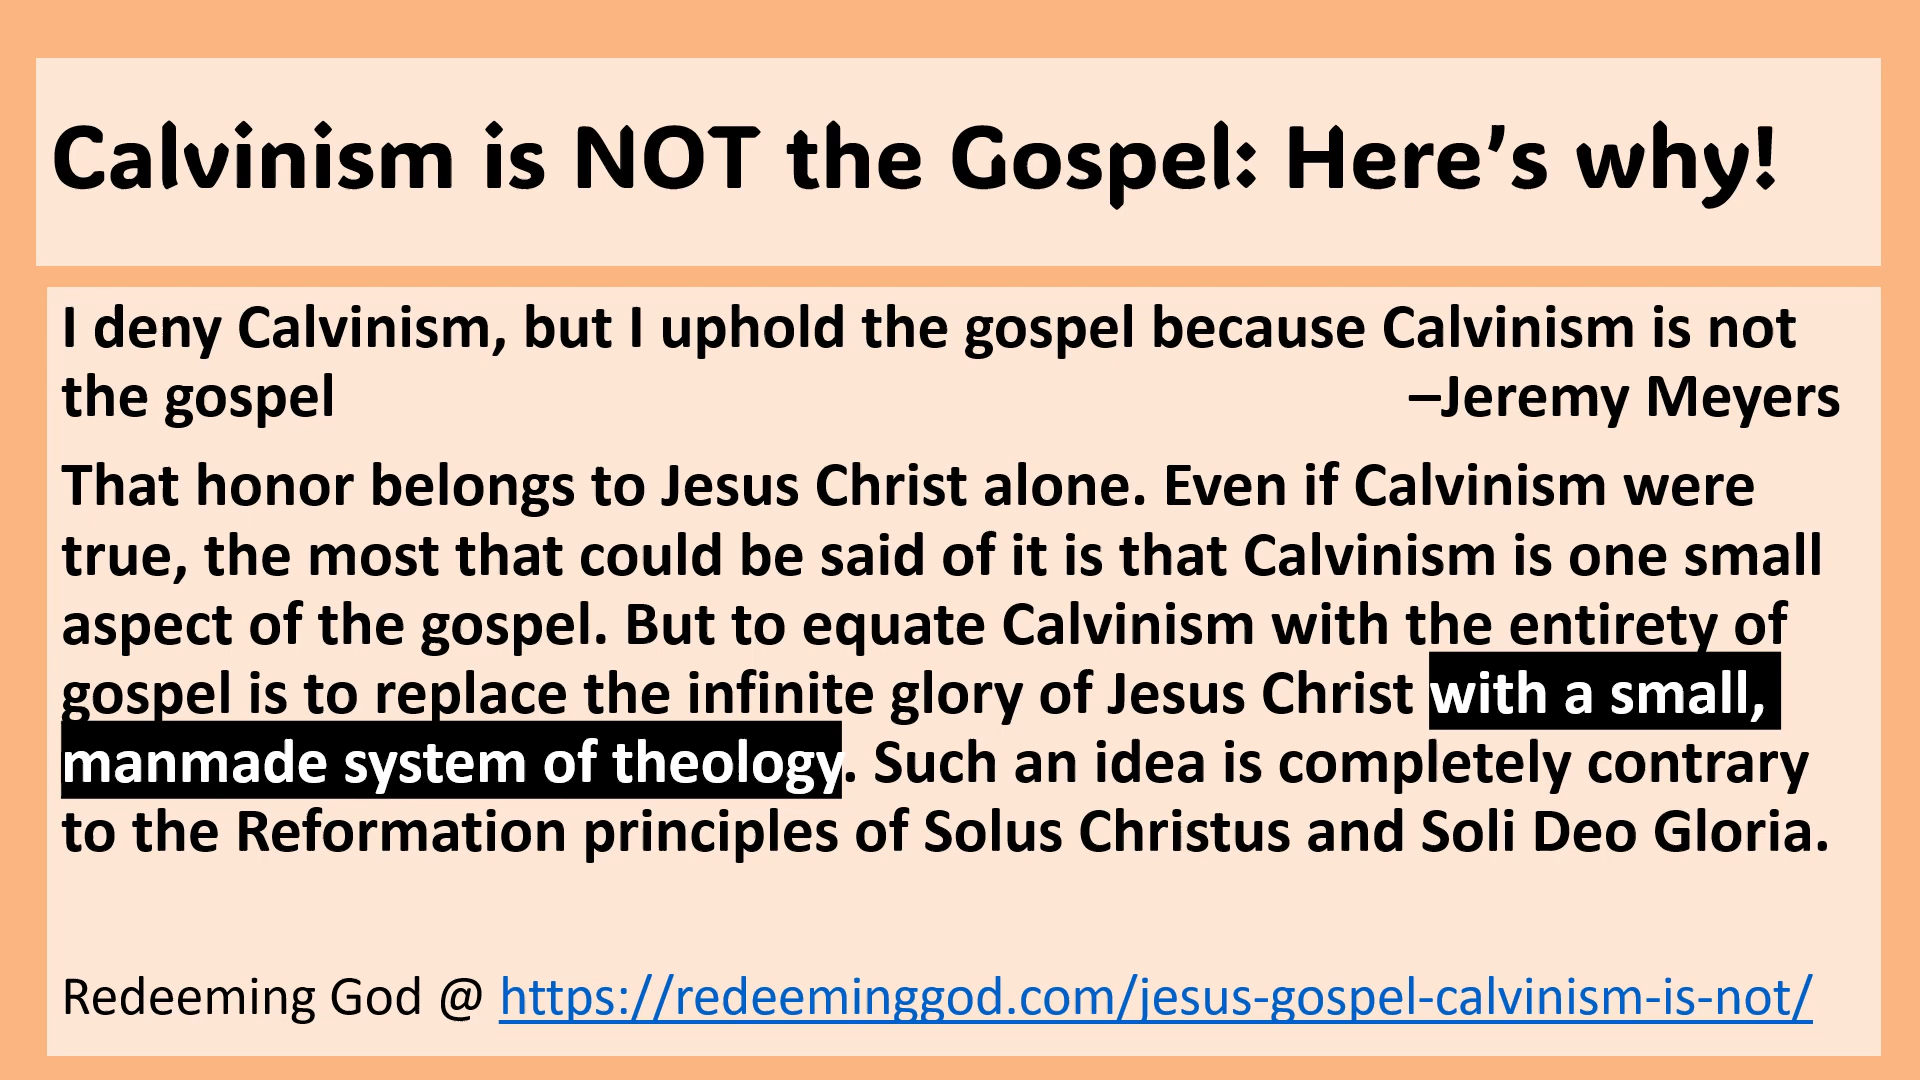 Calvinism is NOT the Gospel: Here’s why!
I deny Calvinism, but I uphold the gospel because Calvinism is not
the gospel –Jeremy Meyers
That honor belongs to Jesus Christ alone. Even if Calvinism were
true, the most that could be said of it is that Calvinism is one small
aspect of the gospel. But to equate Calvinism with the entirety of
gospel is to replace the infinite glory of Jesus Christ with a small,
manmade system of theology. Such an idea is completely contrary
to the Reformation principles of Solus Christus and Soli Deo Gloria.
Redeeming God @ https://redeeminggod.com/jesus-gospel-calvinism-is-not/